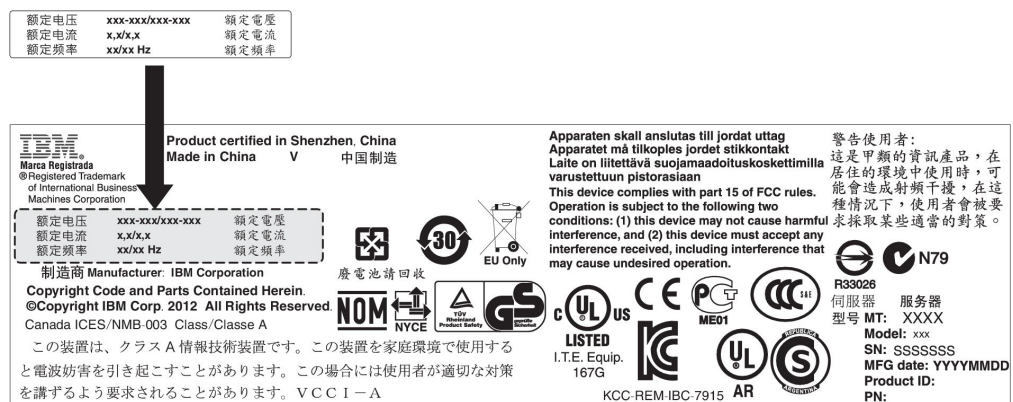 额定电压 xxx-xxx/xxx-xxx 額定電壓
额定电流 x,x/x,x 額定電流
额定频率 xx/xx Hz 額定頻率
IBM®
Marca Registrada
® Registered Trademark
of International Business
Machines Corporation
Product certified in Shenzhen, China
Made in China V 中国制造
额定电压 xxx-xxx/xxx-xxx 額定電壓
额定电流 x,x/x,x 額定電流
额定频率 xx/xx Hz 額定頻率
制造商 Manufacturer: IBM Corporation
Copyright Code and Parts Contained Herein.
©Copyright IBM Corp. 2012 All Rights Reserved.
Canada ICES/NMB-003 Class/Classe A
この装置は、クラス A 情報技術装置です。この装置を家庭環境で使用する
と電波妨害を引き起こすことがあります。この場合には使用者が適切な対策
を講ずるよう要求されることがあります。ＶＣＣＩ－Ａ
廢電池請回收
30
EU Only
NOM
NYCE
TÜV
Rheinland
Product Safety
GS
geprüfte
Sicherheit
Apparaten skall anslutas till jordat uttag
Apparatet må tilkoples jordet stikkontakt
Laite on liitettävä suojamaadoituskoskettimilla
varustettuun pistorasiaan
This device complies with part 15 of FCC rules.
Operation is subject to the following two
conditions: (1) this device may not cause harmful
interference, and (2) this device must accept any
interference received, including interference that
may cause undesired operation.
C UL US
LISTED
I.T.E. Equip.
167G
CE
KCC-REM-IBC-7915
PCT
ME01
UL
AR
CCC S&E
REPUBLICA
S
ARGENTINA
警告使用者:
這是甲類的資訊產品，在
居住的環境中使用時，可
能會造成射頻干擾，在這
種情況下，使用者會被要
求採取某些適當的對策。
R33026
N79
伺服器 服务器
型号 MT: XXXX
Model: xxx
SN: SSSSSSS
MFG date: YYYYMMDD
Product ID:
PN: